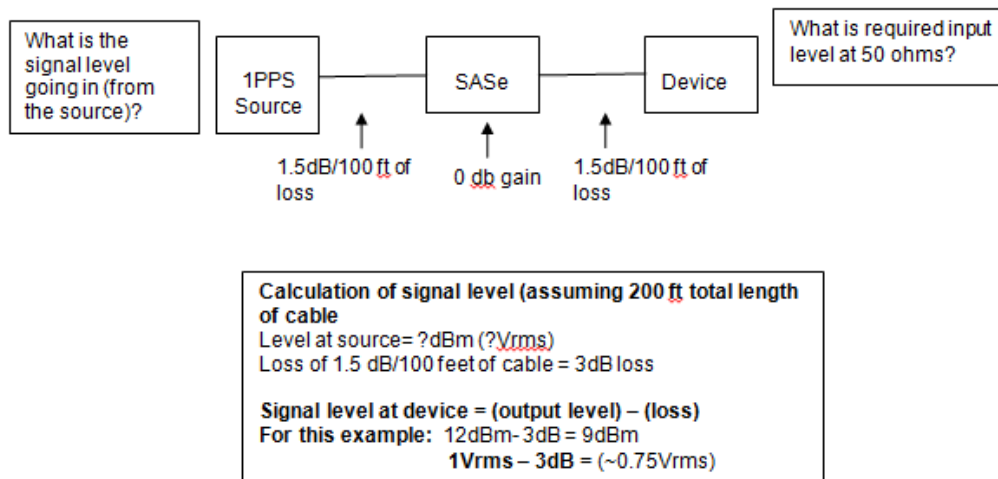 What is the
signal level
going in (from
the source)?
1PPS
Source
SASe
Device
What is required input
level at 50 ohms?
1.5dB/100 ft of
loss
0 db gain
1.5dB/100 ft of
loss
Calculation of signal level (assuming 200 ft total length
of cable
Level at source= ?dBm (?Vrms)
Loss of 1.5 dB/100 feet of cable = 3dB loss
Signal level at device = (output level) – (loss)
For this example: 12dBm- 3dB = 9dBm
1Vrms – 3dB = (~0.75Vrms)